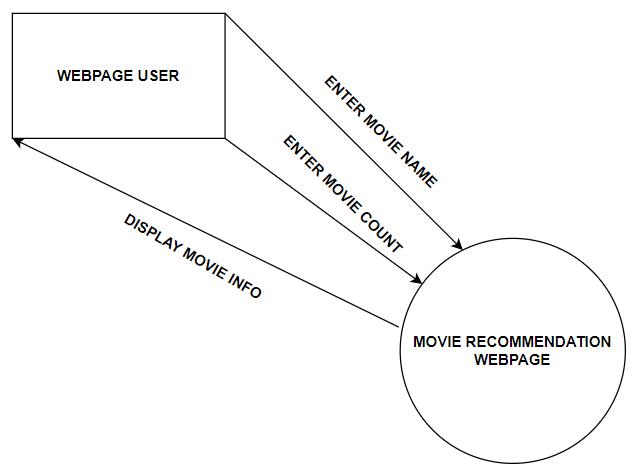 WEBPAGE USER
ENTER MOVIE NAME
ENTER MOVIE COUNT
DISPLAY MOVIE INFO
MOVIE RECOMMENDATION
WEBPAGE